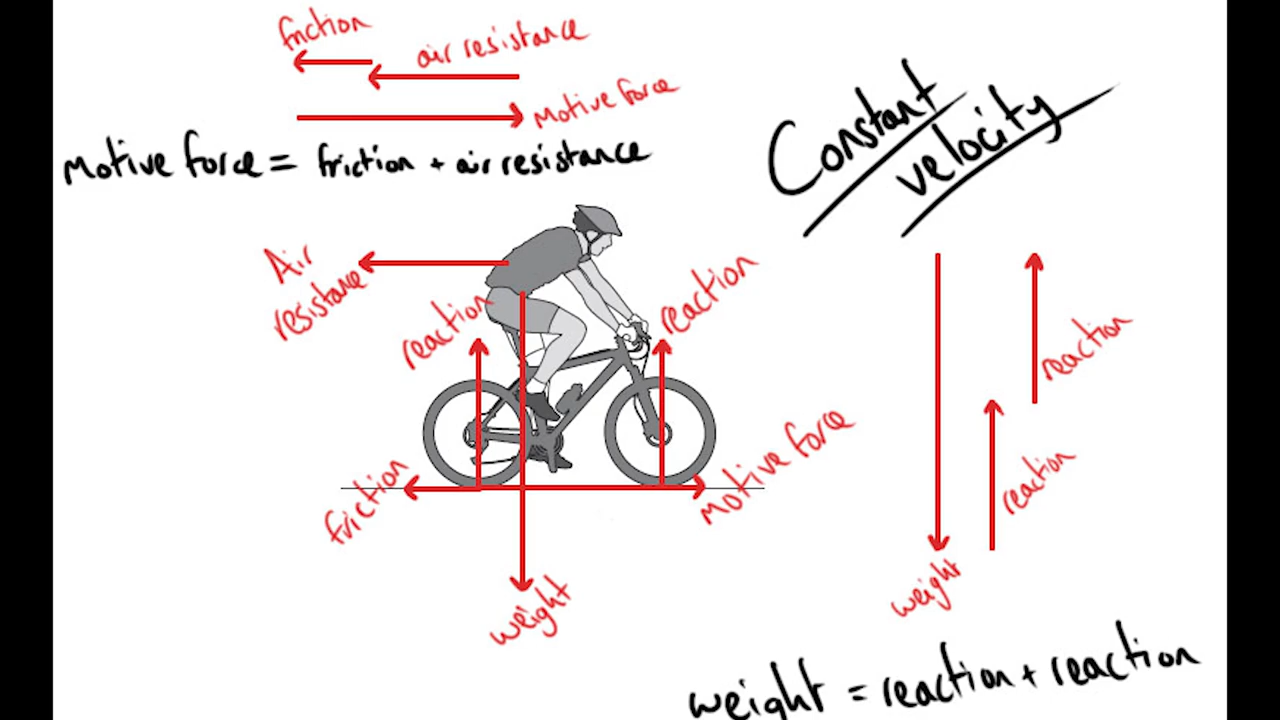 friction
air resistance
Motive force
Motive force = friction + air resistance
Constant
velocity
Air
resistance
reaction
reaction
reaction
motive force
friction
reaction
weight
weight
weight = reaction + reaction